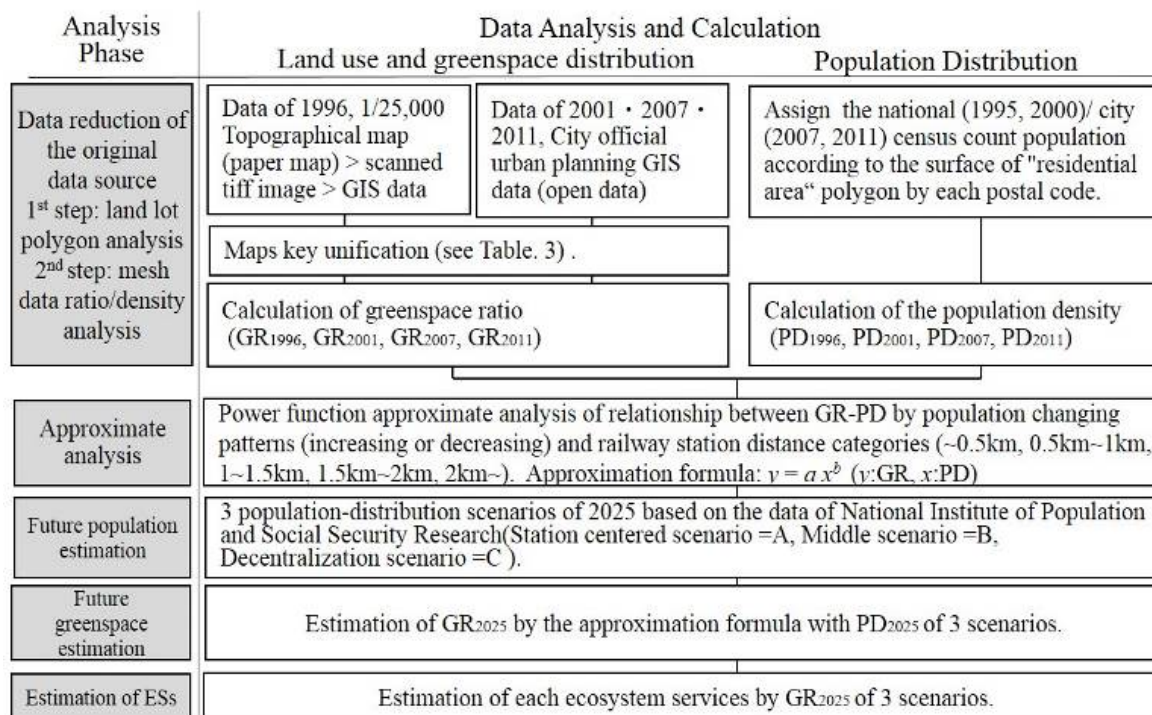 Analysis
Phase
Data Analysis and Calculation
Land use and greenspace distribution
Population Distribution
Data reduction of
the original
data source
1st step: land lot
polygon analysis
2nd step: mesh
data ratio/density
analysis
Data of 1996, 1/25,000
Topographical map
(paper map) > scanned
tiff image > GIS data
Data of 2001・2007・
2011, City official
urban planning GIS
data (open data)
Assign the national (1995, 2000)/ city
(2007, 2011) census count population
according to the surface of "residential
area“ polygon by each postal code.
Maps key unification (see Table. 3) .
Calculation of greenspace ratio
(GR1996, GR2001, GR2007, GR2011)
Calculation of the population density
(PD1996, PD2001, PD2007, PD2011)
Approximate
analysis
Power function approximate analysis of relationship between GR-PD by population changing
patterns (increasing or decreasing) and railway station distance categories (~0.5km, 0.5km~1km,
1~1.5km, 1.5km~2km, 2km~). Approximation formula: y = a x^b (y:GR, x:PD)
Future population
estimation
3 population-distribution scenarios of 2025 based on the data of National Institute of Population
and Social Security Research(Station centered scenario =A, Middle scenario =B,
Decentralization scenario =C ).
Future
greenspace
estimation
Estimation of GR2025 by the approximation formula with PD2025 of 3 scenarios.
Estimation of ESs
Estimation of each ecosystem services by GR2025 of 3 scenarios.